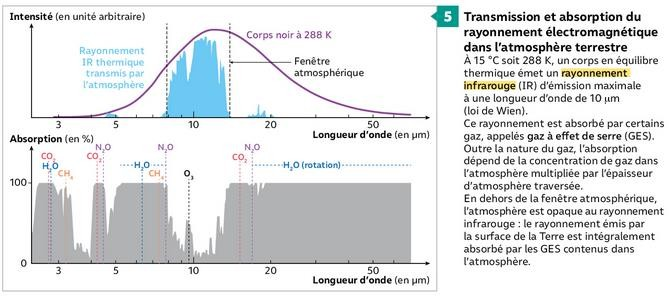 Intensité (en unité arbitraire)
Corps noir à 288 K
Rayonnement
IR thermique
transmis par
l'atmosphère
Fenêtre
atmosphérique
3 5 10 20 50
Longueur d'onde (en µm)
Absorption (en %)
CO₂ N₂O CO₂ N₂O O₃ CO₂ N₂O
H₂O H₂O H₂O (rotation)
CH₄ CH₄
100
0
3 5 10 20 50
Longueur d'onde (en µm)
5
Transmission et absorption du
rayonnement électromagnétique
dans l'atmosphère terrestre
À 15 °C soit 288 K, un corps en équilibre
thermique émet un rayonnement
infrarouge (IR) d'émission maximale
à une longueur d'onde de 10 µm
(loi de Wien).
Ce rayonnement est absorbé par certains
gaz, appelés gaz à effet de serre (GES).
Outre la nature du gaz, l'absorption
dépend de la concentration de gaz dans
l'atmosphère multipliée par l'épaisseur
d'atmosphère traversée.
En dehors de la fenêtre atmosphérique,
l'atmosphère est opaque au rayonnement
infrarouge : le rayonnement émis par
la surface de la Terre est intégralement
absorbé par les GES contenus dans
l'atmosphère.